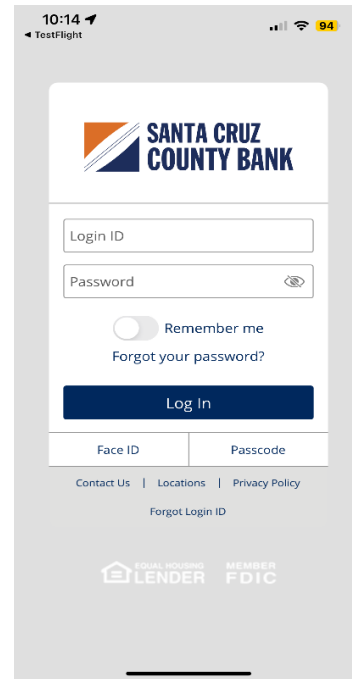 10:14
94
◀ TestFlight
SANTA CRUZ
COUNTY BANK
Login ID
Password
Remember me
Forgot your password?
Log In
Face ID
Passcode
Contact Us | Locations | Privacy Policy
Forgot Login ID
EQUAL HOUSING
LENDER
MEMBER
FDIC